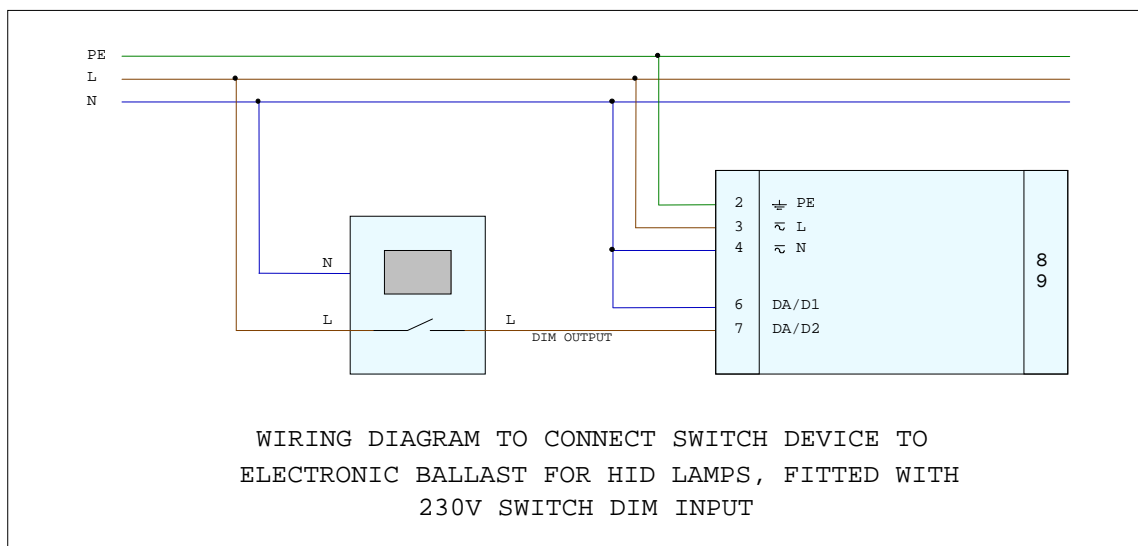 PE
L
N
2 ⏚ PE
3 ≂ L
4 ≂ N
8
9
N
6 DA/D1
L L 7 DA/D2
DIM OUTPUT
WIRING DIAGRAM TO CONNECT SWITCH DEVICE TO
ELECTRONIC BALLAST FOR HID LAMPS, FITTED WITH
230V SWITCH DIM INPUT